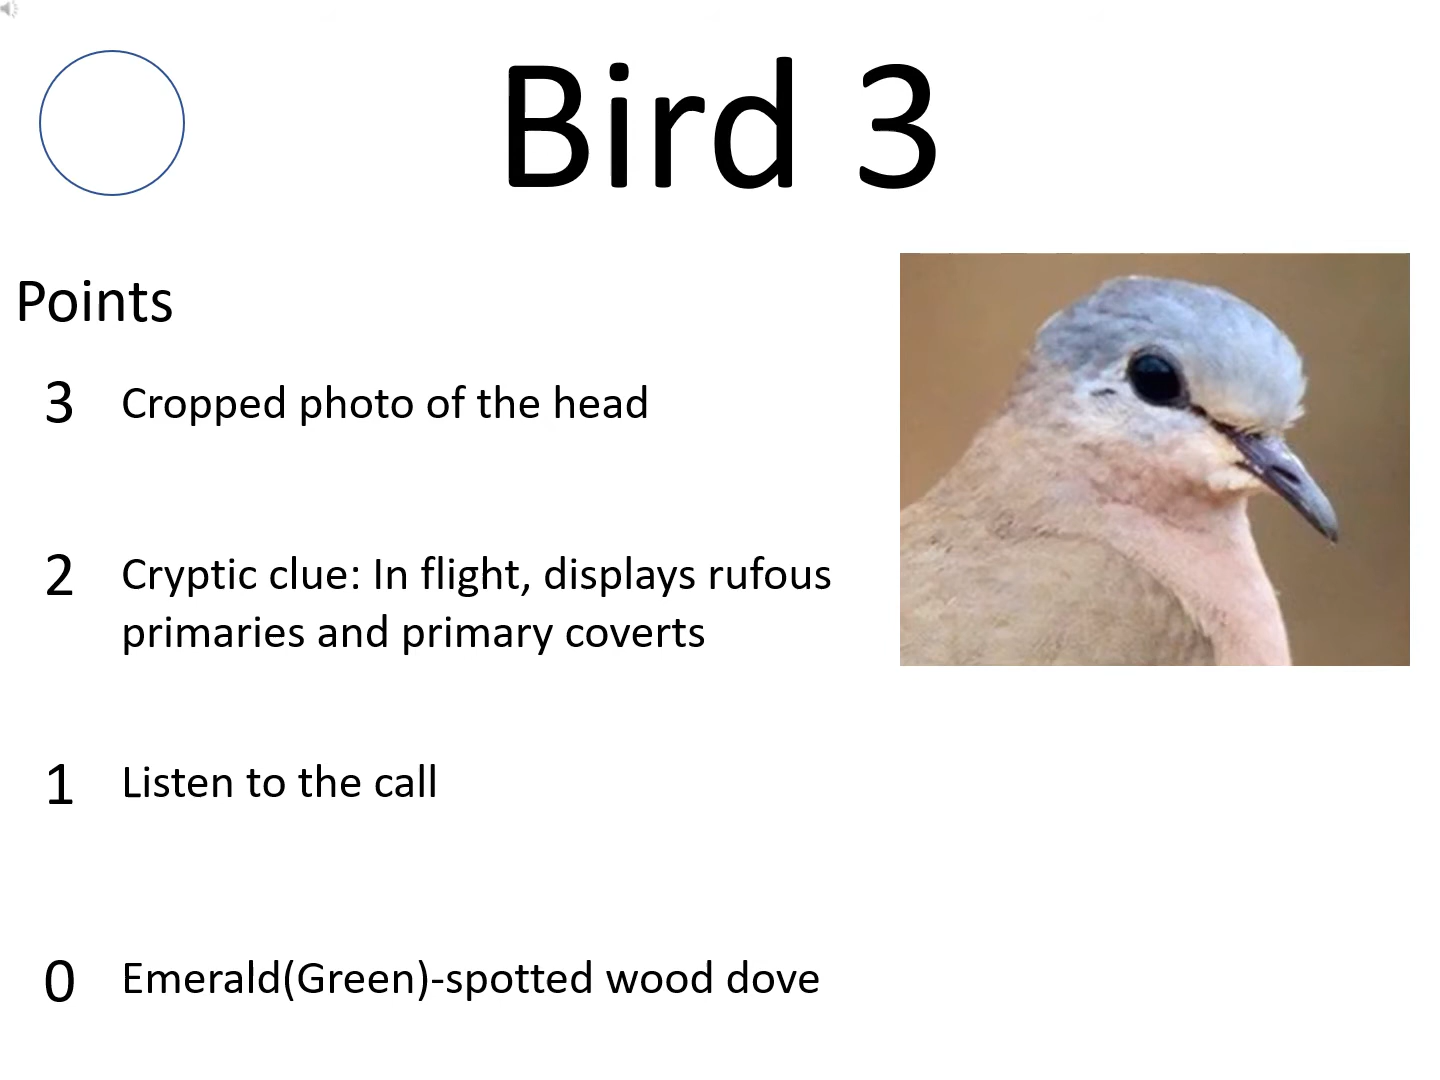 Bird 3
Points
3 Cropped photo of the head
2 Cryptic clue: In flight, displays rufous
primaries and primary coverts
1 Listen to the call
0 Emerald(Green)-spotted wood dove